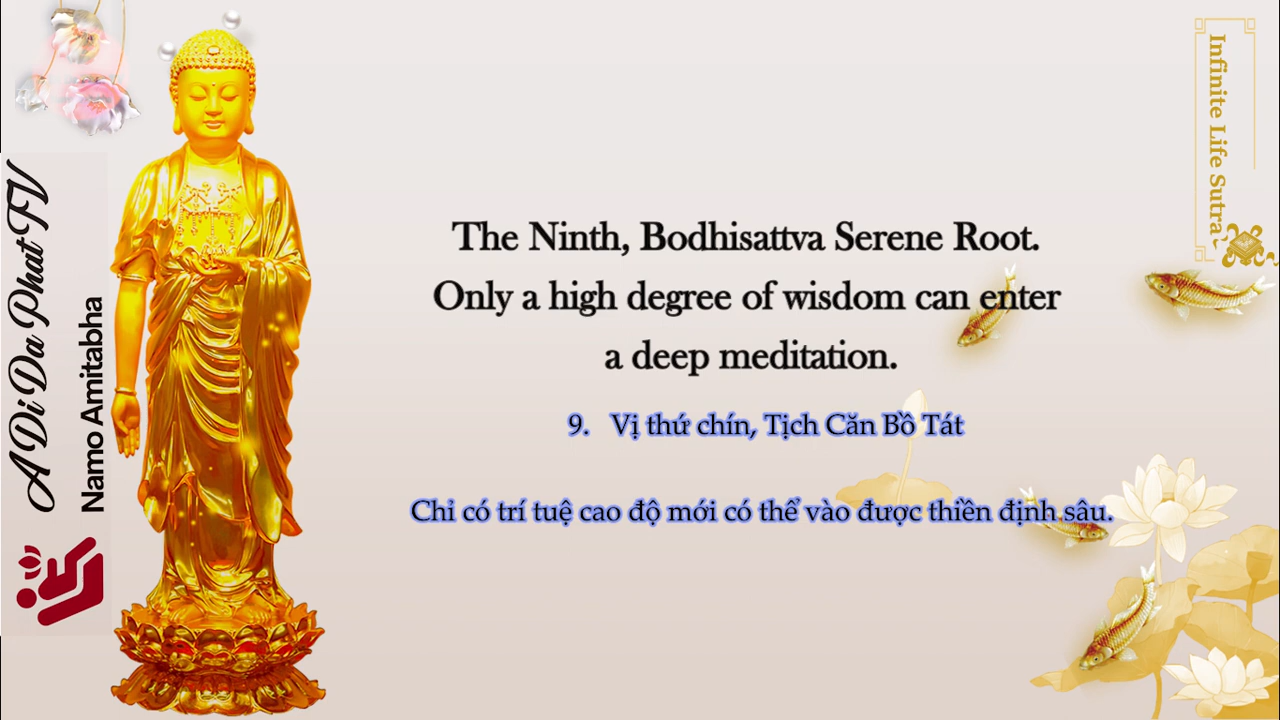 A Di Da Phat TV
Namo Amitabha
Infinite Life Sutra
The Ninth, Bodhisattva Serene Root.
Only a high degree of wisdom can enter
a deep meditation.
9. Vị thứ chín, Tịch Căn Bồ Tát
Chỉ có trí tuệ cao độ mới có thể vào được thiền định sâu.